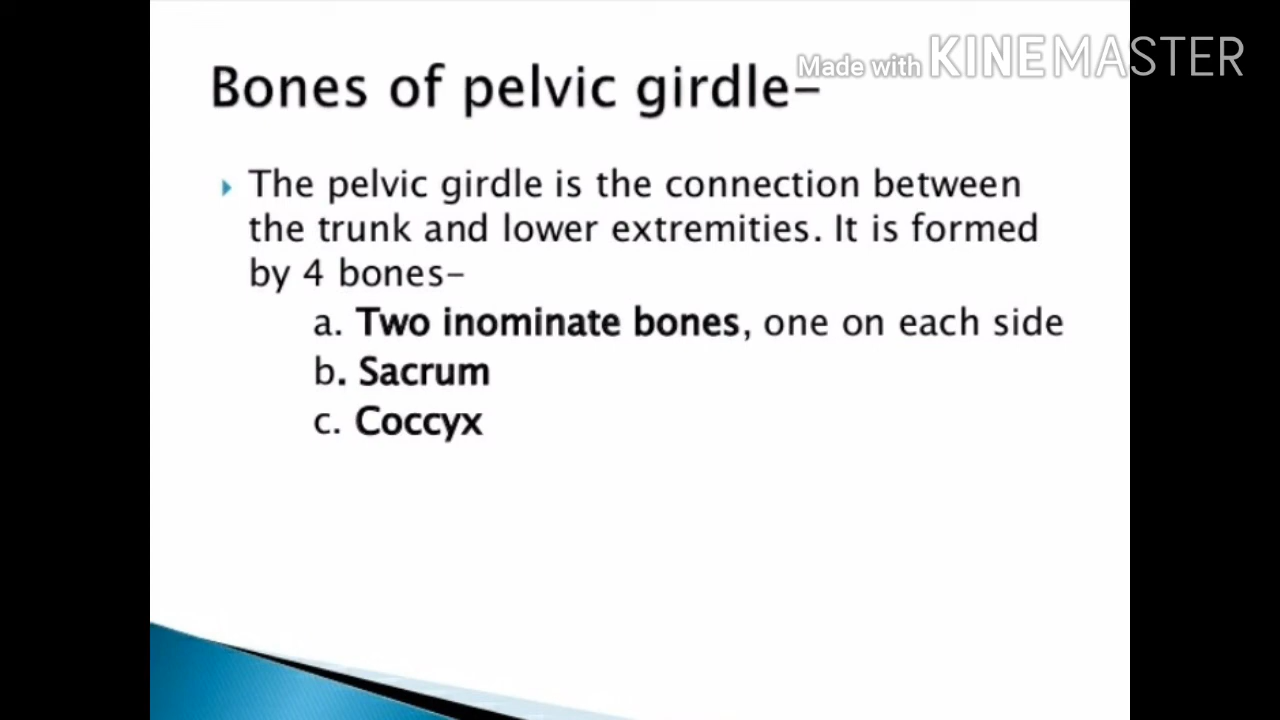 Made with KINEMASTER
Bones of pelvic girdle-
The pelvic girdle is the connection between
the trunk and lower extremities. It is formed
by 4 bones-
a. Two inominate bones, one on each side
b. Sacrum
c. Coccyx